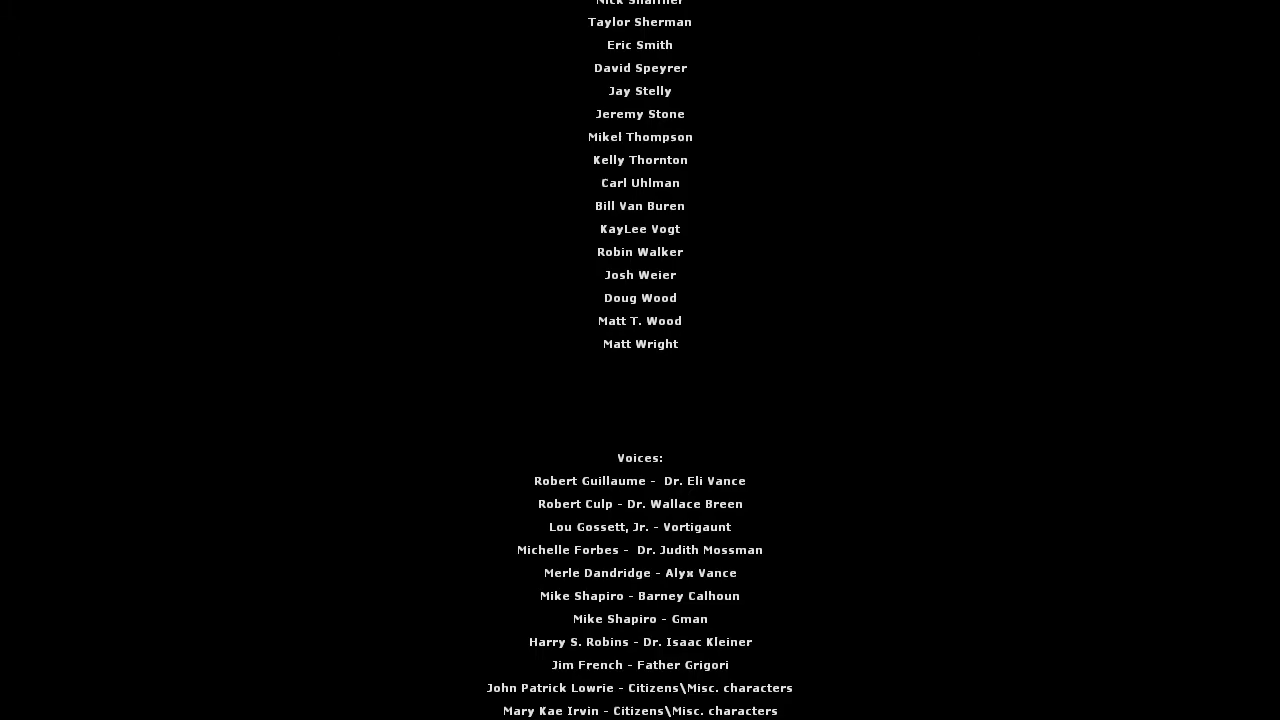 Taylor Sherman
Eric Smith
David Speyrer
Jay Stelly
Jeremy Stone
Mikel Thompson
Kelly Thornton
Carl Uhlman
Bill Van Buren
KayLee Vogt
Robin Walker
Josh Weier
Doug Wood
Matt T. Wood
Matt Wright
Voices:
Robert Guillaume -  Dr. Eli Vance
Robert Culp - Dr. Wallace Breen
Lou Gossett, Jr. - Vortigaunt
Michelle Forbes -  Dr. Judith Mossman
Merle Dandridge - Alyx Vance
Mike Shapiro - Barney Calhoun
Mike Shapiro - Gman
Harry S. Robins - Dr. Isaac Kleiner
Jim French - Father Grigori
John Patrick Lowrie - Citizens\Misc. characters
Mary Kae Irvin - Citizens\Misc. characters